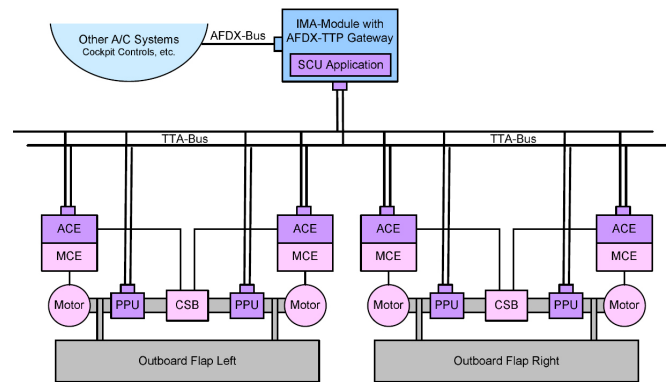 Other A/C Systems
Cockpit Controls, etc.
AFDX-Bus
IMA-Module with
AFDX-TTP Gateway
SCU Application
TTA-Bus
TTA-Bus
ACE
MCE
ACE
MCE
ACE
MCE
ACE
MCE
Motor
PPU
CSB
PPU
Motor
Motor
PPU
CSB
PPU
Motor
Outboard Flap Left
Outboard Flap Right